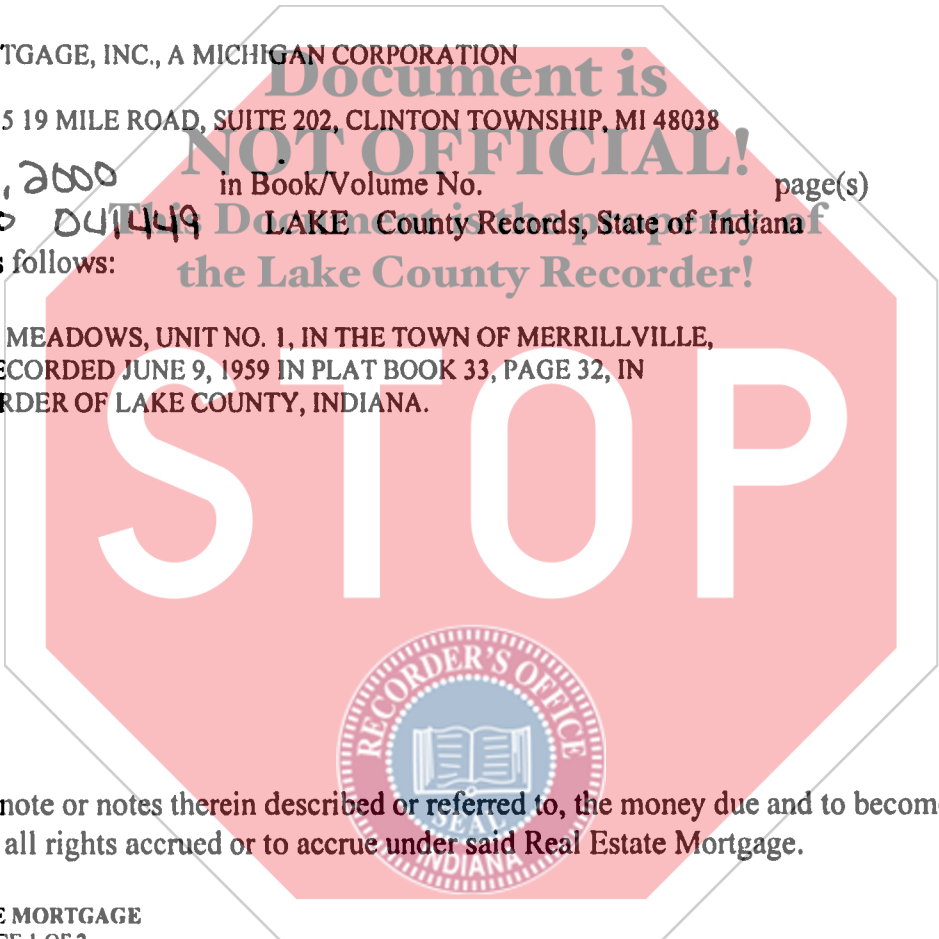 TGAGE, INC., A MICHIGAN CORPORATION
Document is
5 19 MILE ROAD, SUITE 202, CLINTON TOWNSHIP, MI 48038
NOT OFFICIAL!
, 2000 in Book/Volume No. page(s)
041449 LAKE County Records, State of Indiana
This Document is the property of
s follows:
the Lake County Recorder!
MEADOWS, UNIT NO. 1, IN THE TOWN OF MERRILLVILLE,
ECORDED JUNE 9, 1959 IN PLAT BOOK 33, PAGE 32, IN
RDER OF LAKE COUNTY, INDIANA.
STOP
RECORDER'S OFFICE
note or notes therein described or referred to, the money due and to become
SEAL
all rights accrued or to accrue under said Real Estate Mortgage.
INDIANA
E MORTGAGE
GE 1 OF 2